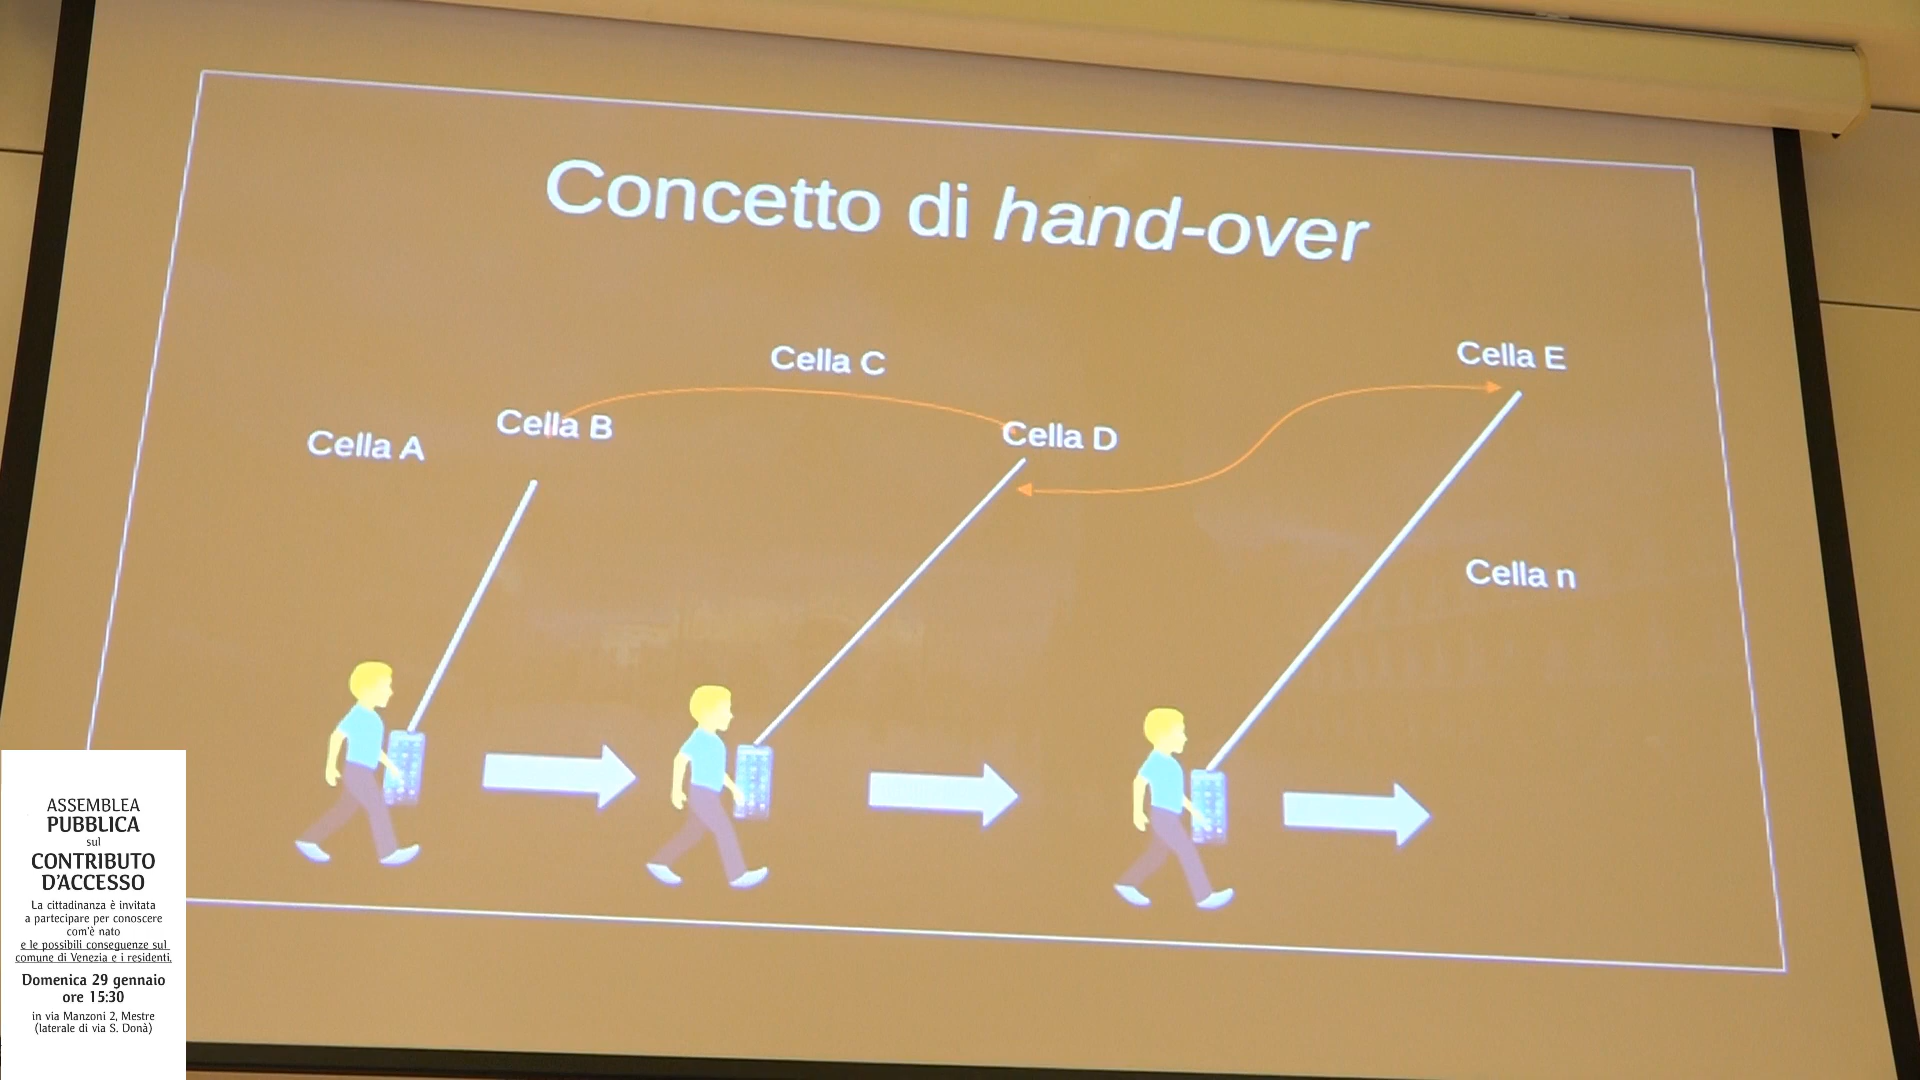 Concetto di hand-over
Cella C
Cella E
Cella B
Cella A
Cella D
Cella n
ASSEMBLEA
PUBBLICA
sul
CONTRIBUTO
D'ACCESSO
La cittadinanza è invitata
a partecipare per conoscere
com'è nato
e le possibili conseguenze sul
comune di Venezia e i residenti.
Domenica 29 gennaio
ore 15:30
in via Manzoni 2, Mestre
(laterale di via S. Donà)